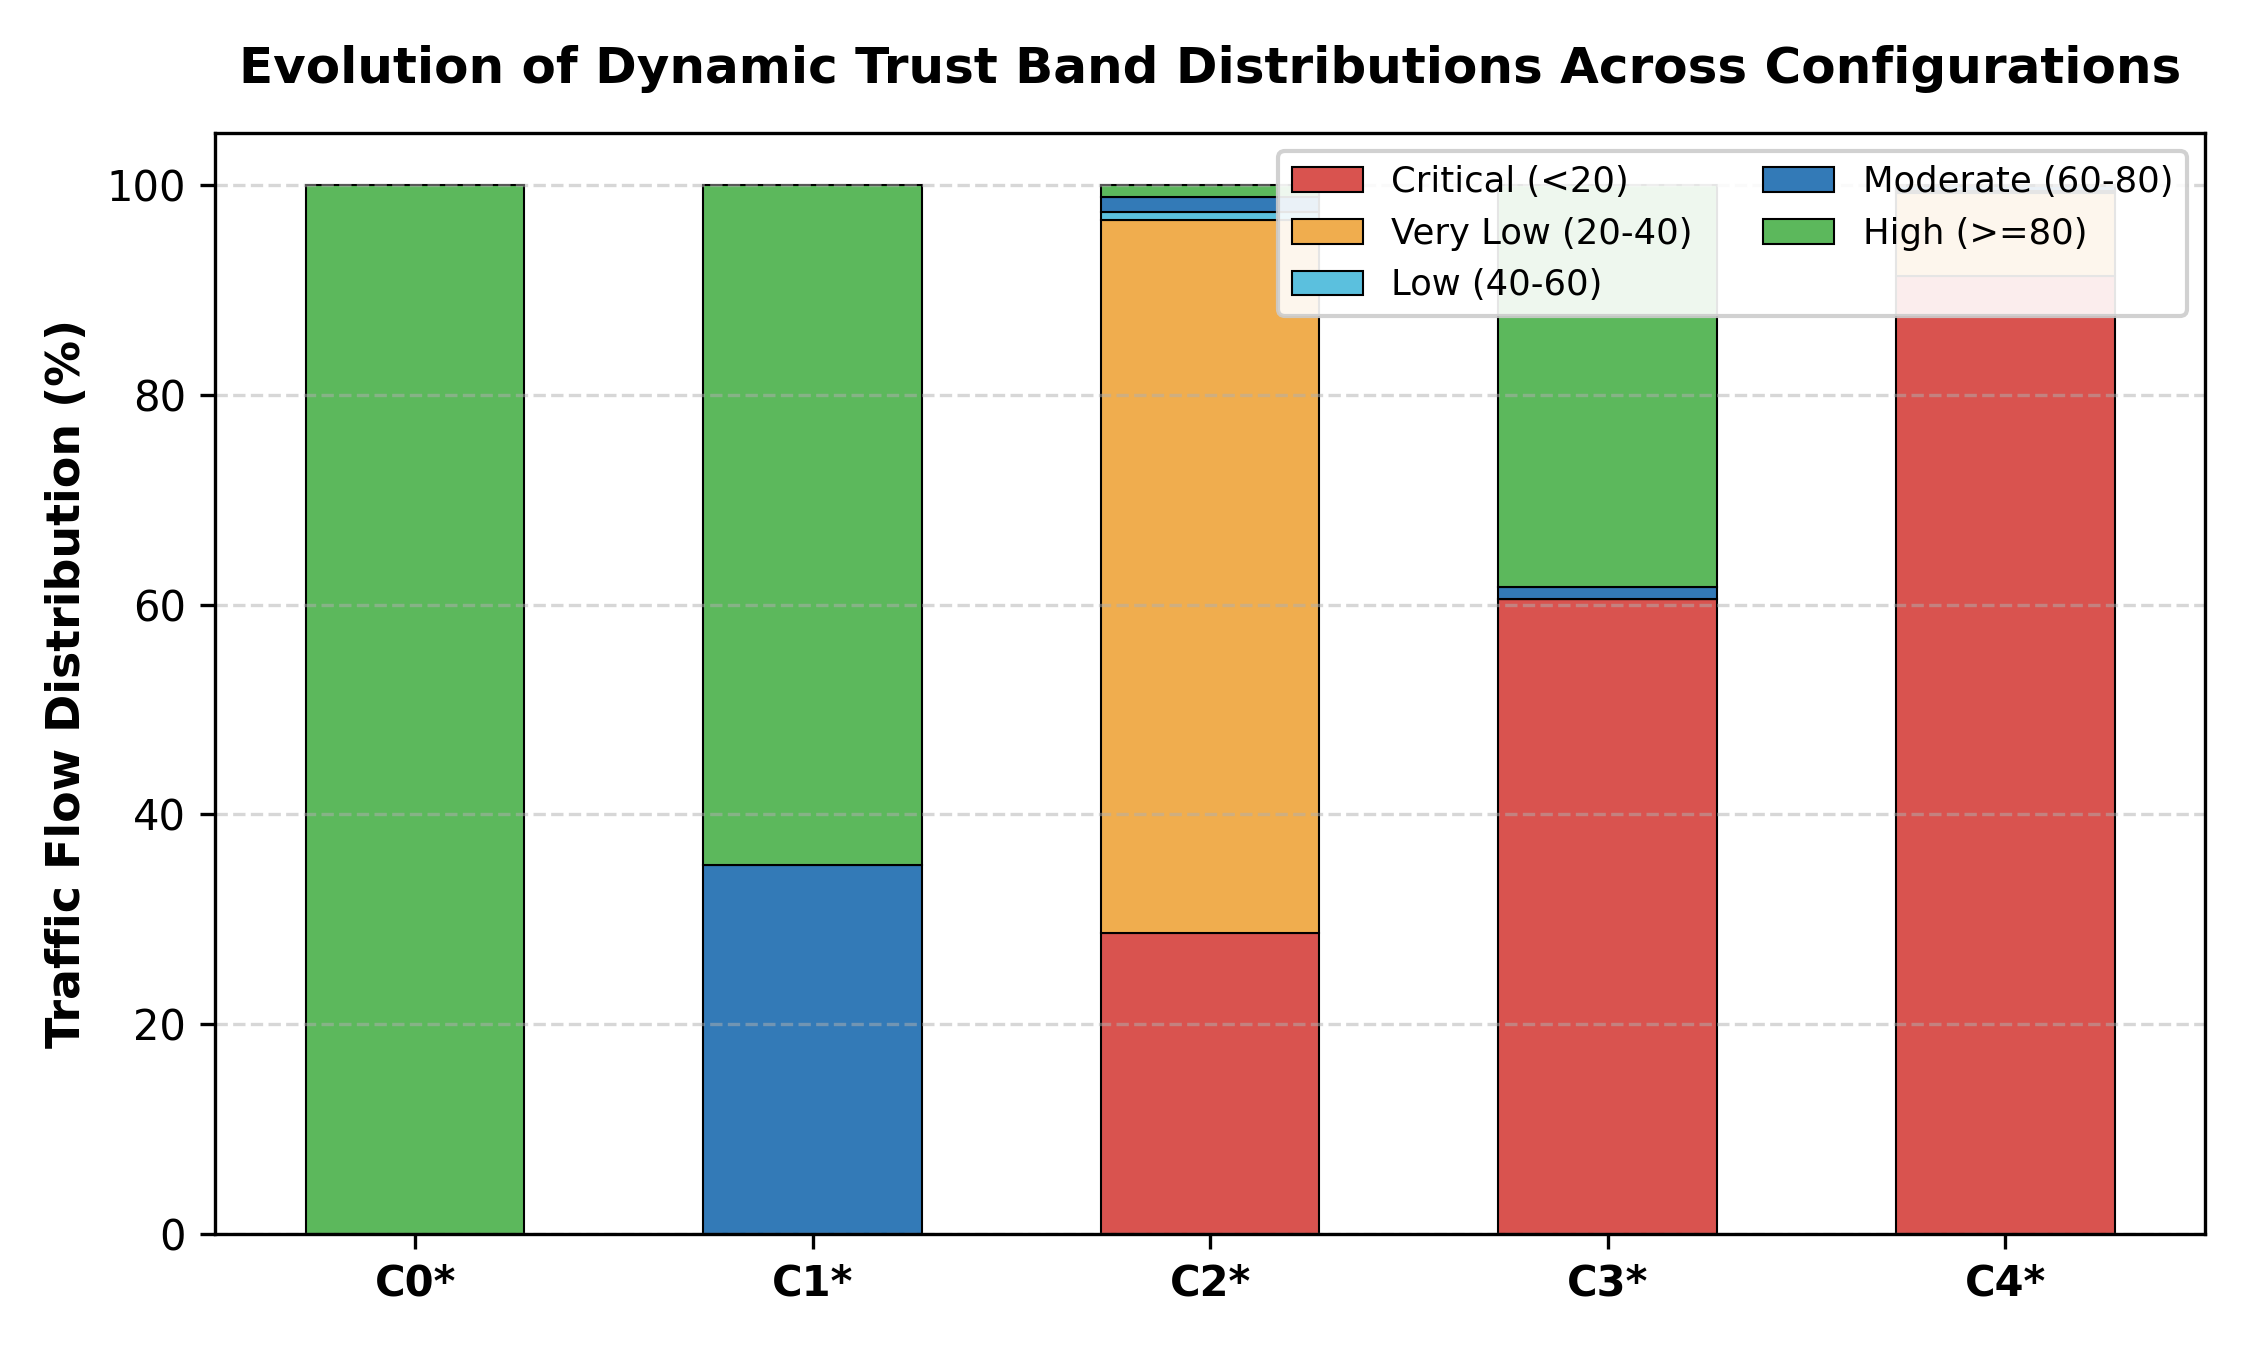 Evolution of Dynamic Trust Band Distributions Across Configurations
Traffic Flow Distribution (%)
100
80
60
40
20
0
Critical (<20)
Very Low (20-40)
Low (40-60)
Moderate (60-80)
High (>=80)
C0* C1* C2* C3* C4*